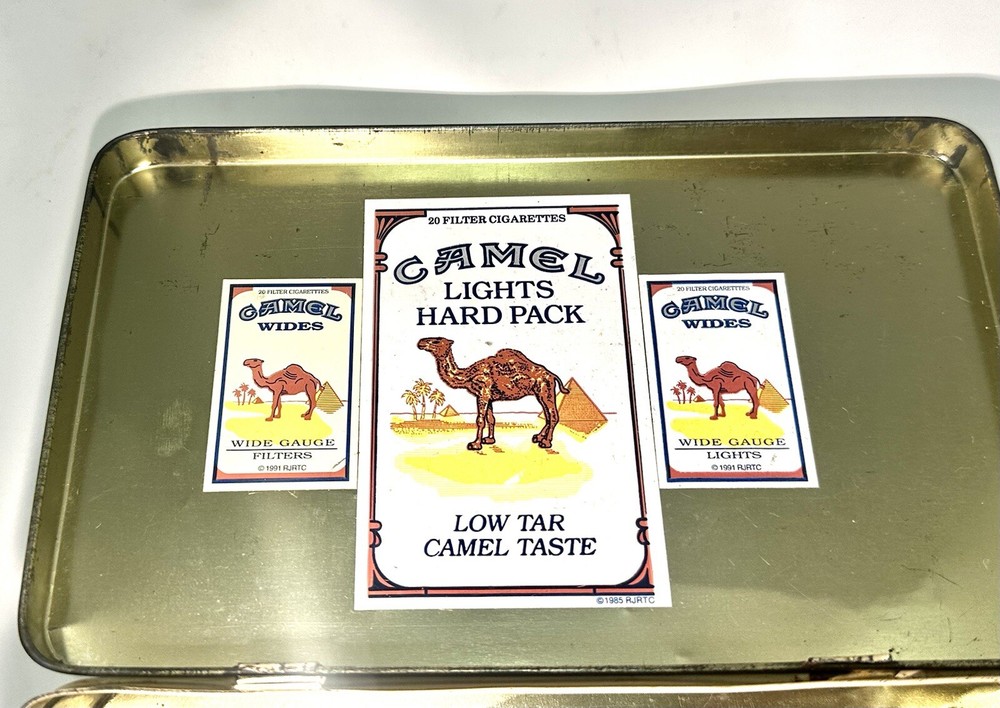 20 FILTER CIGARETTES
CAMEL
WIDES
WIDE GAUGE
FILTERS
© 1991 RJRTC
20 FILTER CIGARETTES
CAMEL
LIGHTS
HARD PACK
LOW TAR
CAMEL TASTE
© 1985 RJRTC
20 FILTER CIGARETTES
CAMEL
WIDES
WIDE GAUGE
LIGHTS
© 1991 RJRTC